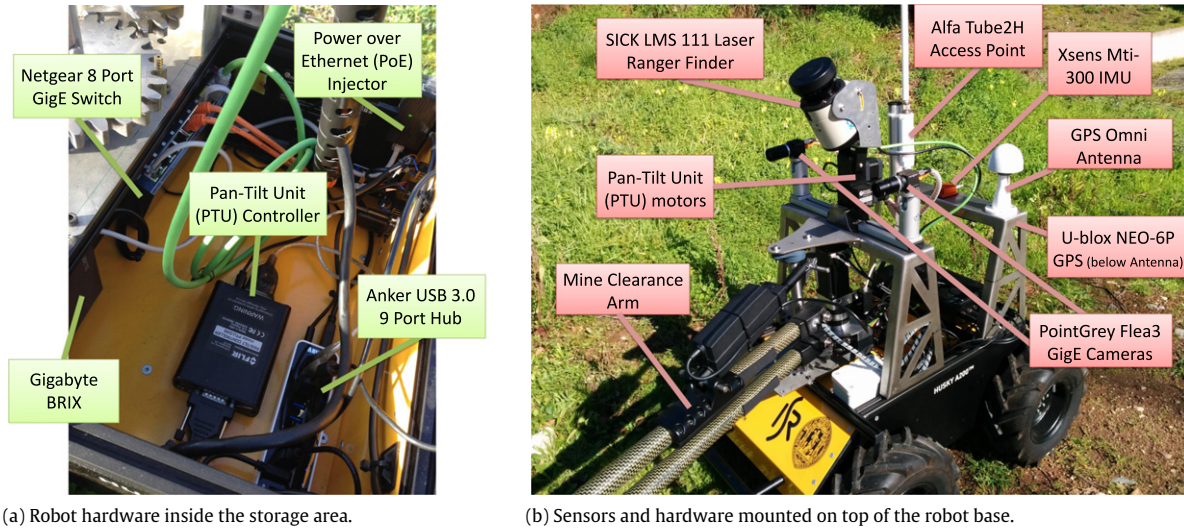 Netgear 8 Port
GigE Switch
Power over
Ethernet (PoE)
Injector
Pan-Tilt Unit
(PTU) Controller
Anker USB 3.0
9 Port Hub
Gigabyte
BRIX
WARNING
FLIR
(a) Robot hardware inside the storage area.
SICK LMS 111 Laser
Ranger Finder
Alfa Tube2H
Access Point
Xsens Mti-
300 IMU
GPS Omni
Antenna
Pan-Tilt Unit
(PTU) motors
U-blox NEO-6P
GPS (below Antenna)
Mine Clearance
Arm
PointGrey Flea3
GigE Cameras
HUSKY A200™
ISR
(b) Sensors and hardware mounted on top of the robot base.